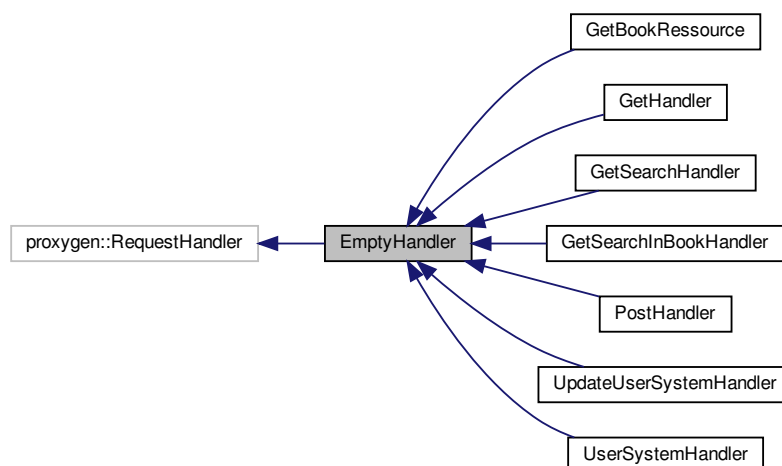 GetBookRessource
GetHandler
GetSearchHandler
proxygen::RequestHandler
EmptyHandler
GetSearchInBookHandler
PostHandler
UpdateUserSystemHandler
UserSystemHandler